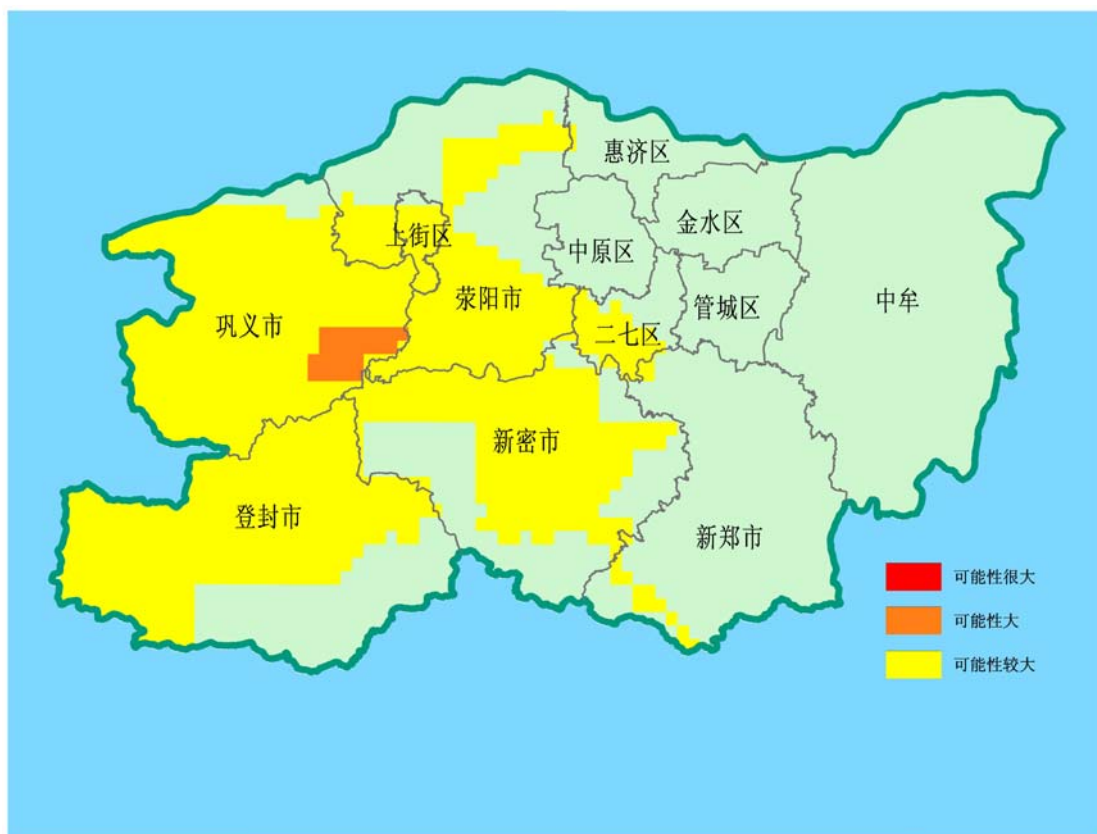 惠济区
金水区
上街区
中原区
荥阳市
管城区
中牟
巩义市
二七区
新密市
登封市
新郑市
可能性很大
可能性大
可能性较大